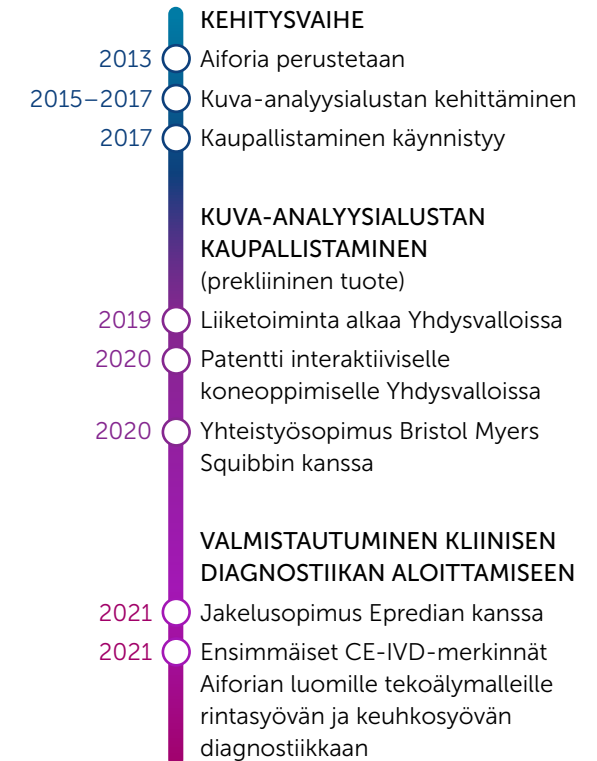 KEHITYSVAIHE
2013 Aiforia perustetaan
2015–2017 Kuva-analyysialustan kehittäminen
2017 Kaupallistaminen käynnistyy
KUVA-ANALYYSIALUSTAN
KAUPALLISTAMINEN
(prekliininen tuote)
2019 Liiketoiminta alkaa Yhdysvalloissa
2020 Patentti interaktiiviselle
koneoppimiselle Yhdysvalloissa
2020 Yhteistyösopimus Bristol Myers
Squibbin kanssa
VALMISTAUTUMINEN KLIINISEN
DIAGNOSTIIKAN ALOITTAMISEEN
2021 Jakelusopimus Epredian kanssa
2021 Ensimmäiset CE-IVD-merkinnät
Aiforian luomille tekoälymalleille
rintasyövän ja keuhkosyövän
diagnostiikkaan